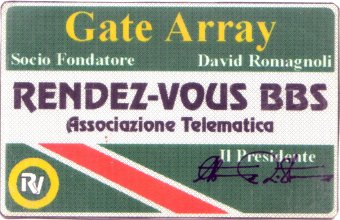 Gate Array
Socio Fondatore David Romagnoli
RENDEZ-VOUS BBS
Associazione Telematica
Il Presidente
RV